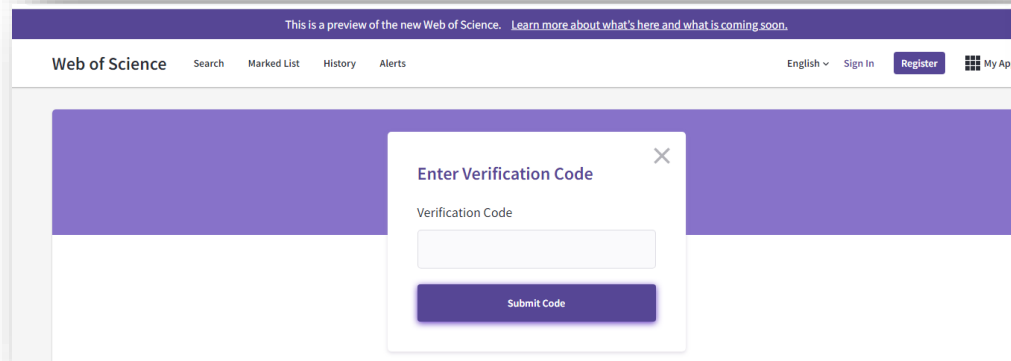 This is a preview of the new Web of Science. Learn more about what's here and what is coming soon.
Web of Science Search Marked List History Alerts English Sign In Register My Ap
Enter Verification Code
Verification Code
Submit Code